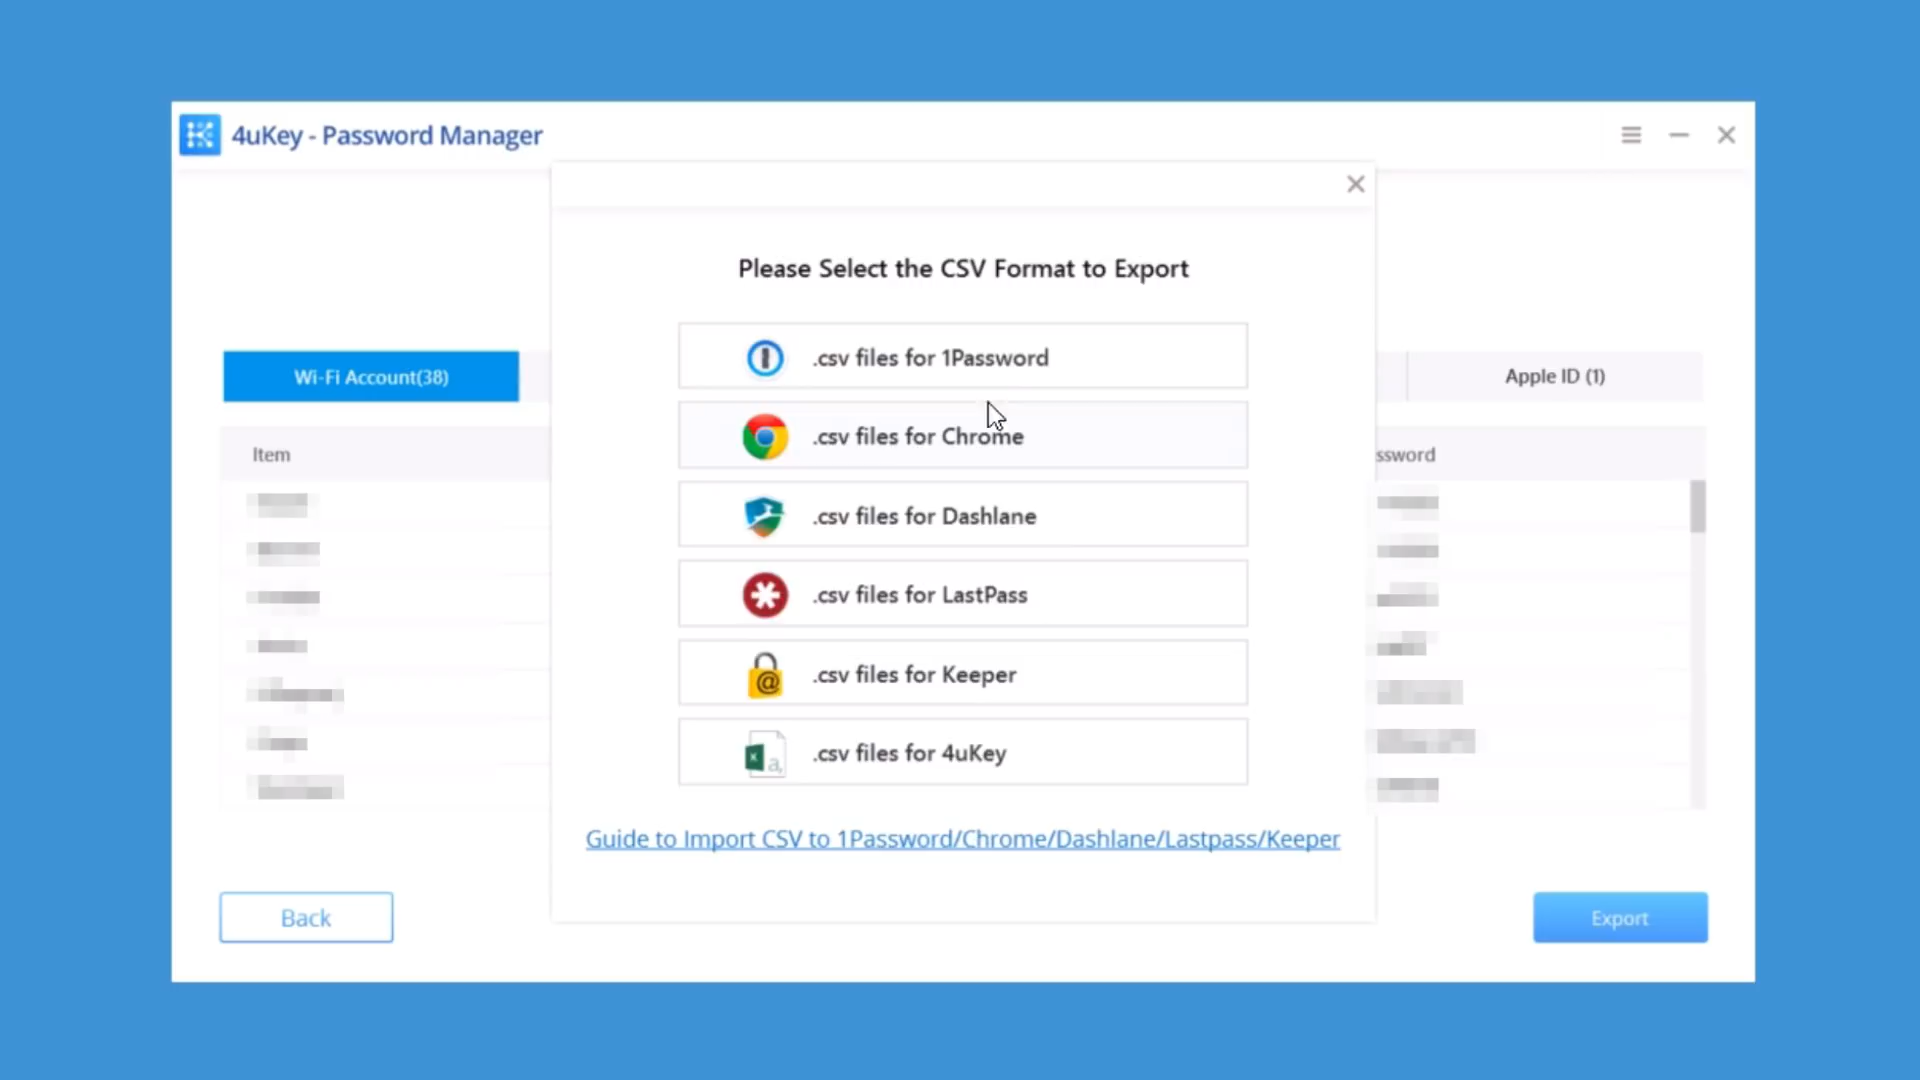 4uKey - Password Manager
Please Select the CSV Format to Export
.csv files for 1Password
Wi-Fi Account(38)
Apple ID (1)
.csv files for Chrome
Item
ssword
.csv files for Dashlane
.csv files for LastPass
.csv files for Keeper
.csv files for 4uKey
Guide to Import CSV to 1Password/Chrome/Dashlane/Lastpass/Keeper
Back
Export